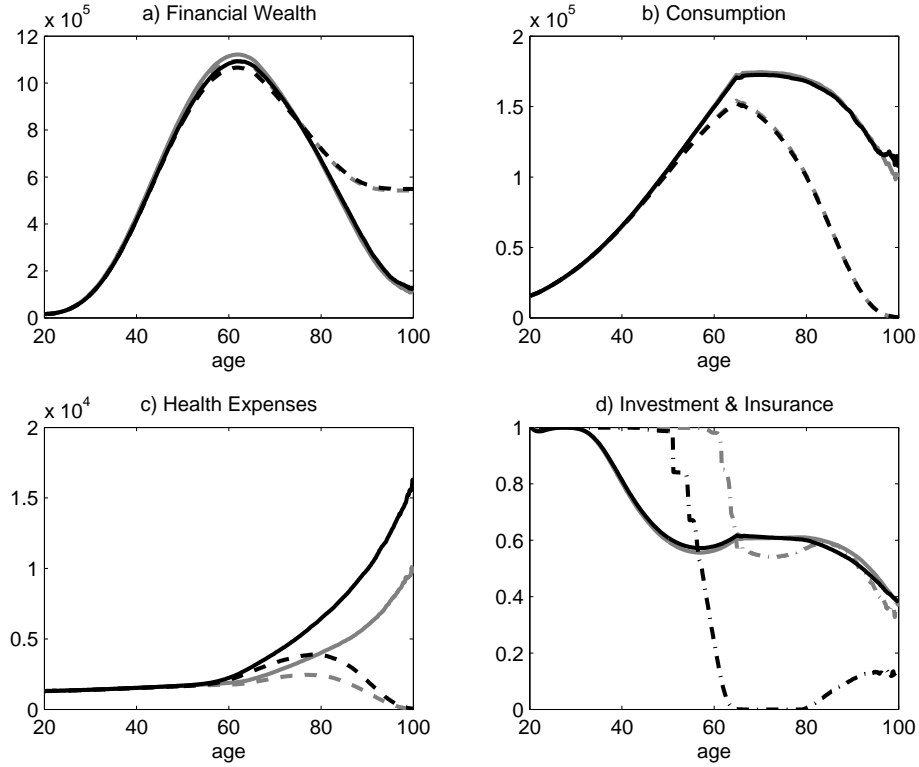 a) Financial Wealth
x 10^5
12
10
8
6
4
2
0
20 40 60 80 100
age
b) Consumption
x 10^5
2
1.5
1
0.5
0
20 40 60 80 100
age
c) Health Expenses
x 10^4
2
1.5
1
0.5
0
20 40 60 80 100
age
d) Investment & Insurance
1
0.8
0.6
0.4
0.2
0
20 40 60 80 100
age